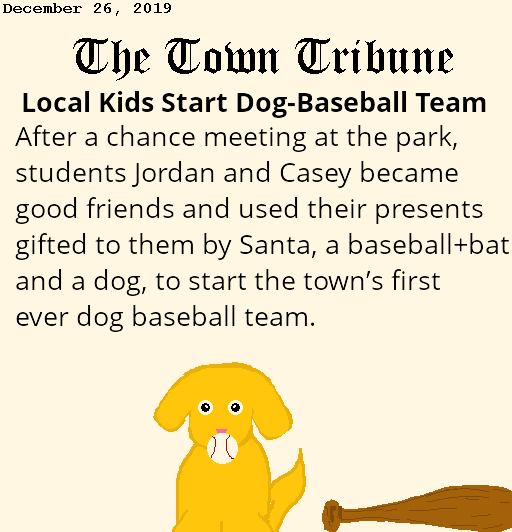 December 26, 2019
The Town Tribune
Local Kids Start Dog-Baseball Team
After a chance meeting at the park,
students Jordan and Casey became
good friends and used their presents
gifted to them by Santa, a baseball+bat
and a dog, to start the town’s first
ever dog baseball team.